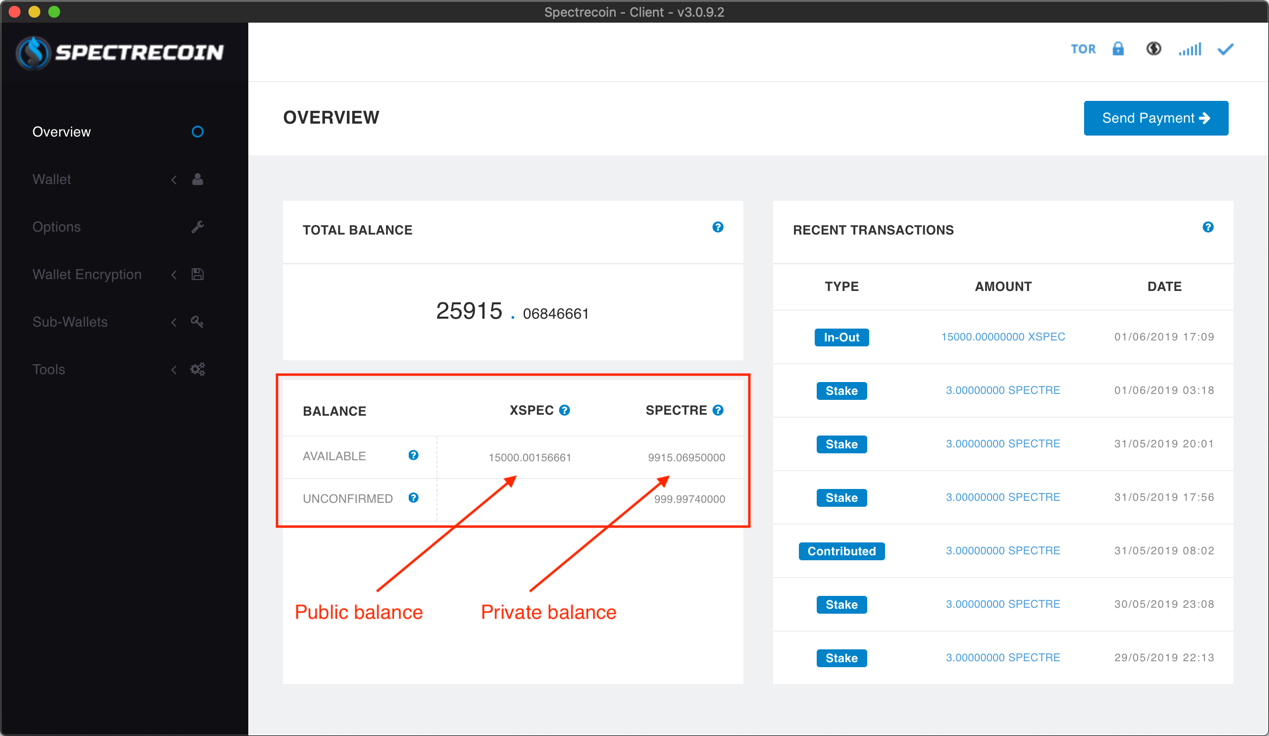 Spectrecoin - Client - v3.0.9.2
SPECTRECOIN
TOR
Overview
Wallet
Options
Wallet Encryption
Sub-Wallets
Tools
OVERVIEW
Send Payment
TOTAL BALANCE
25915 . 06846661
BALANCE XSPEC SPECTRE
AVAILABLE 15000.00156661 9915.06950000
UNCONFIRMED 999.99740000
Public balance Private balance
RECENT TRANSACTIONS
TYPE AMOUNT DATE
In-Out 15000.00000000 XSPEC 01/06/2019 17:09
Stake 3.00000000 SPECTRE 01/06/2019 03:18
Stake 3.00000000 SPECTRE 31/05/2019 20:01
Stake 3.00000000 SPECTRE 31/05/2019 17:56
Contributed 3.00000000 SPECTRE 31/05/2019 08:02
Stake 3.00000000 SPECTRE 30/05/2019 23:08
Stake 3.00000000 SPECTRE 29/05/2019 22:13